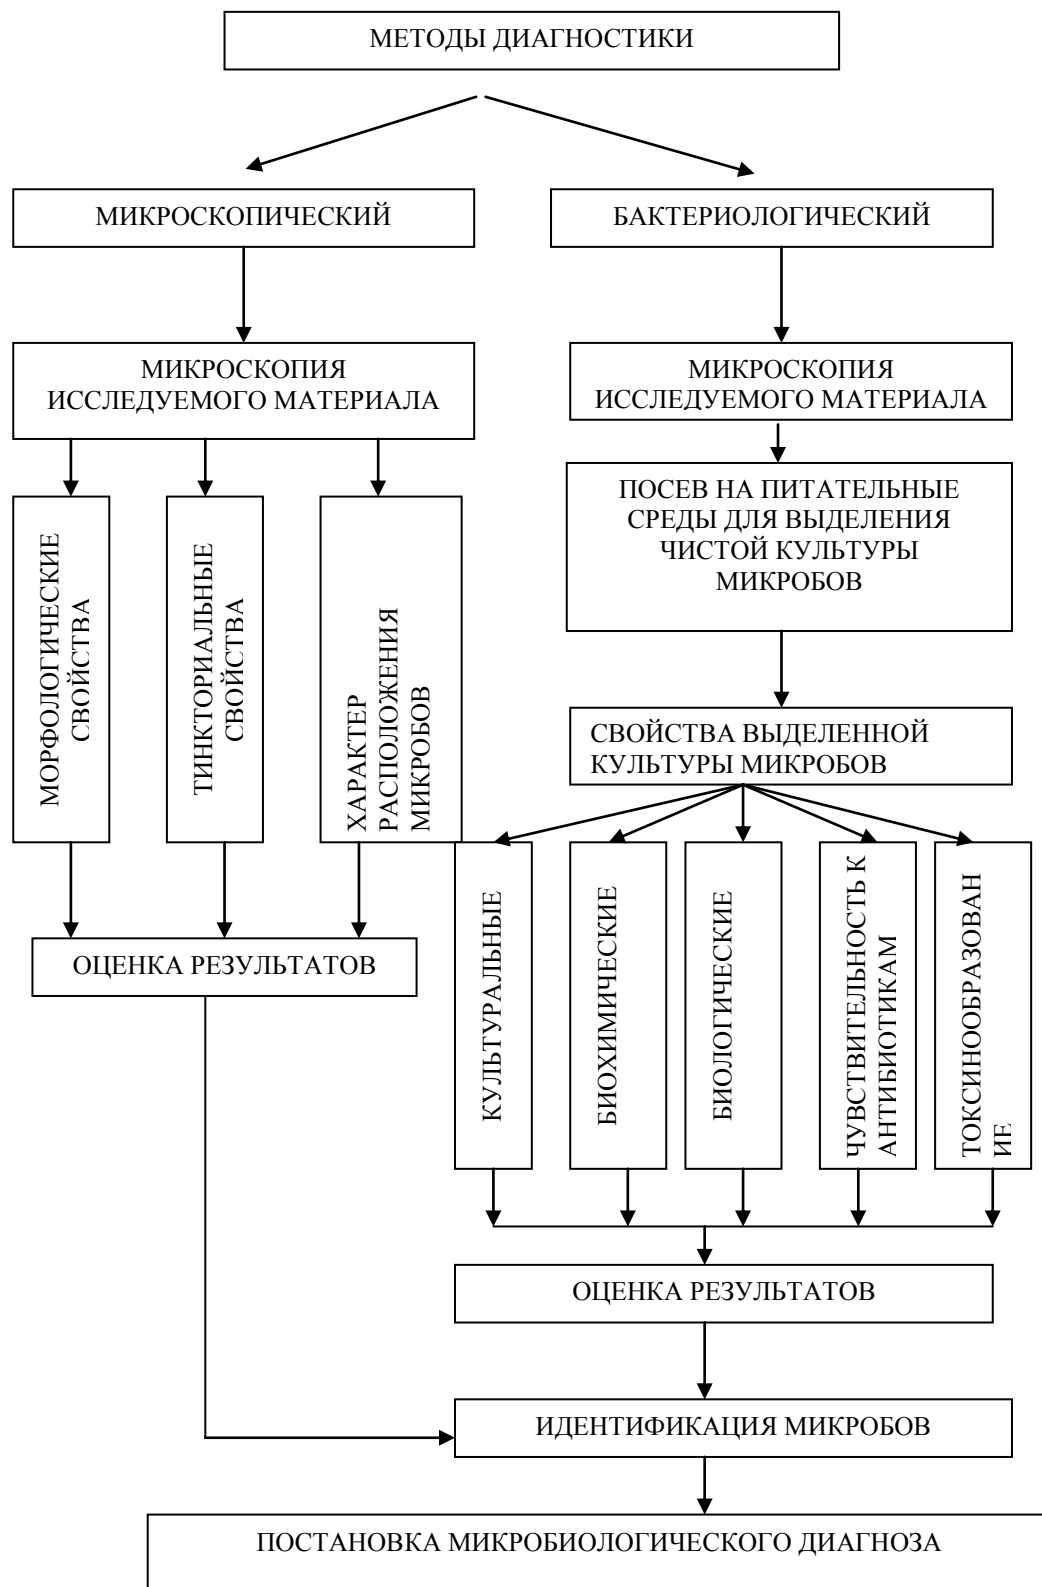 МЕТОДЫ ДИАГНОСТИКИ
МИКРОСКОПИЧЕСКИЙ
БАКТЕРИОЛОГИЧЕСКИЙ
МИКРОСКОПИЯ
ИССЛЕДУЕМОГО МАТЕРИАЛА
МИКРОСКОПИЯ
ИССЛЕДУЕМОГО МАТЕРИАЛА
ПОСЕВ НА ПИТАТЕЛЬНЫЕ
СРЕДЫ ДЛЯ ВЫДЕЛЕНИЯ
ЧИСТОЙ КУЛЬТУРЫ
МИКРОБОВ
МОРФОЛОГИЧЕСКИЕ
СВОЙСТВА
ТИНКТОРИАЛЬНЫЕ
СВОЙСТВА
ХАРАКТЕР
РАСПОЛОЖЕНИЯ
МИКРОБОВ
СВОЙСТВА ВЫДЕЛЕННОЙ
КУЛЬТУРЫ МИКРОБОВ
КУЛЬТУРАЛЬНЫЕ
БИОХИМИЧЕСКИЕ
БИОЛОГИЧЕСКИЕ
ЧУВСТВИТЕЛЬНОСТЬ К
АНТИБИОТИКАМ
ТОКСИНООБРАЗОВАН
ИЕ
ОЦЕНКА РЕЗУЛЬТАТОВ
ОЦЕНКА РЕЗУЛЬТАТОВ
ИДЕНТИФИКАЦИЯ МИКРОБОВ
ПОСТАНОВКА МИКРОБИОЛОГИЧЕСКОГО ДИАГНОЗА